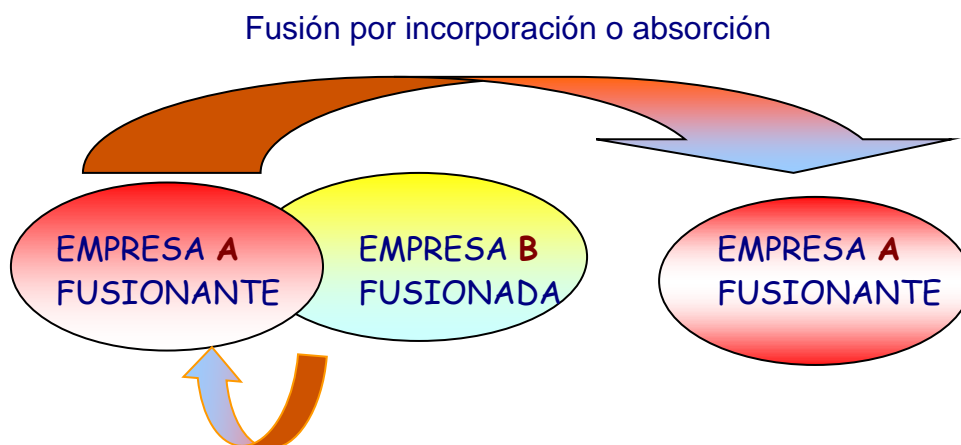 Fusión por incorporación o absorción
EMPRESA A
FUSIONANTE
EMPRESA B
FUSIONADA
EMPRESA A
FUSIONANTE